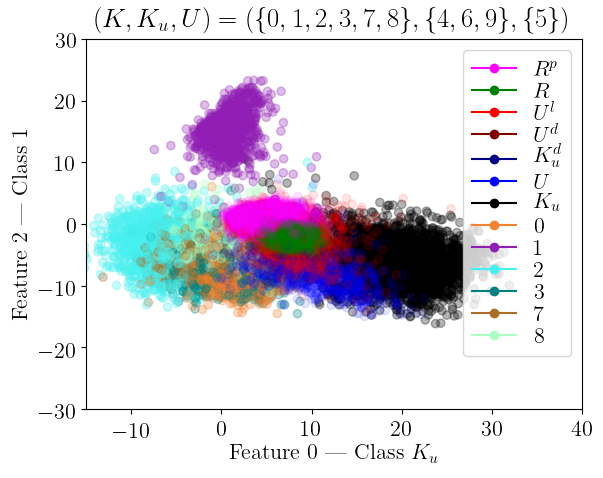 (K, K_u, U) = ({0, 1, 2, 3, 7, 8}, {4, 6, 9}, {5})
30
20
10
0
−10
−20
−30
Feature 2 — Class 1
−10
0
10
20
30
40
Feature 0 — Class K_u
R^p
R
U^l
U^d
K_u^d
U
K_u
0
1
2
3
7
8